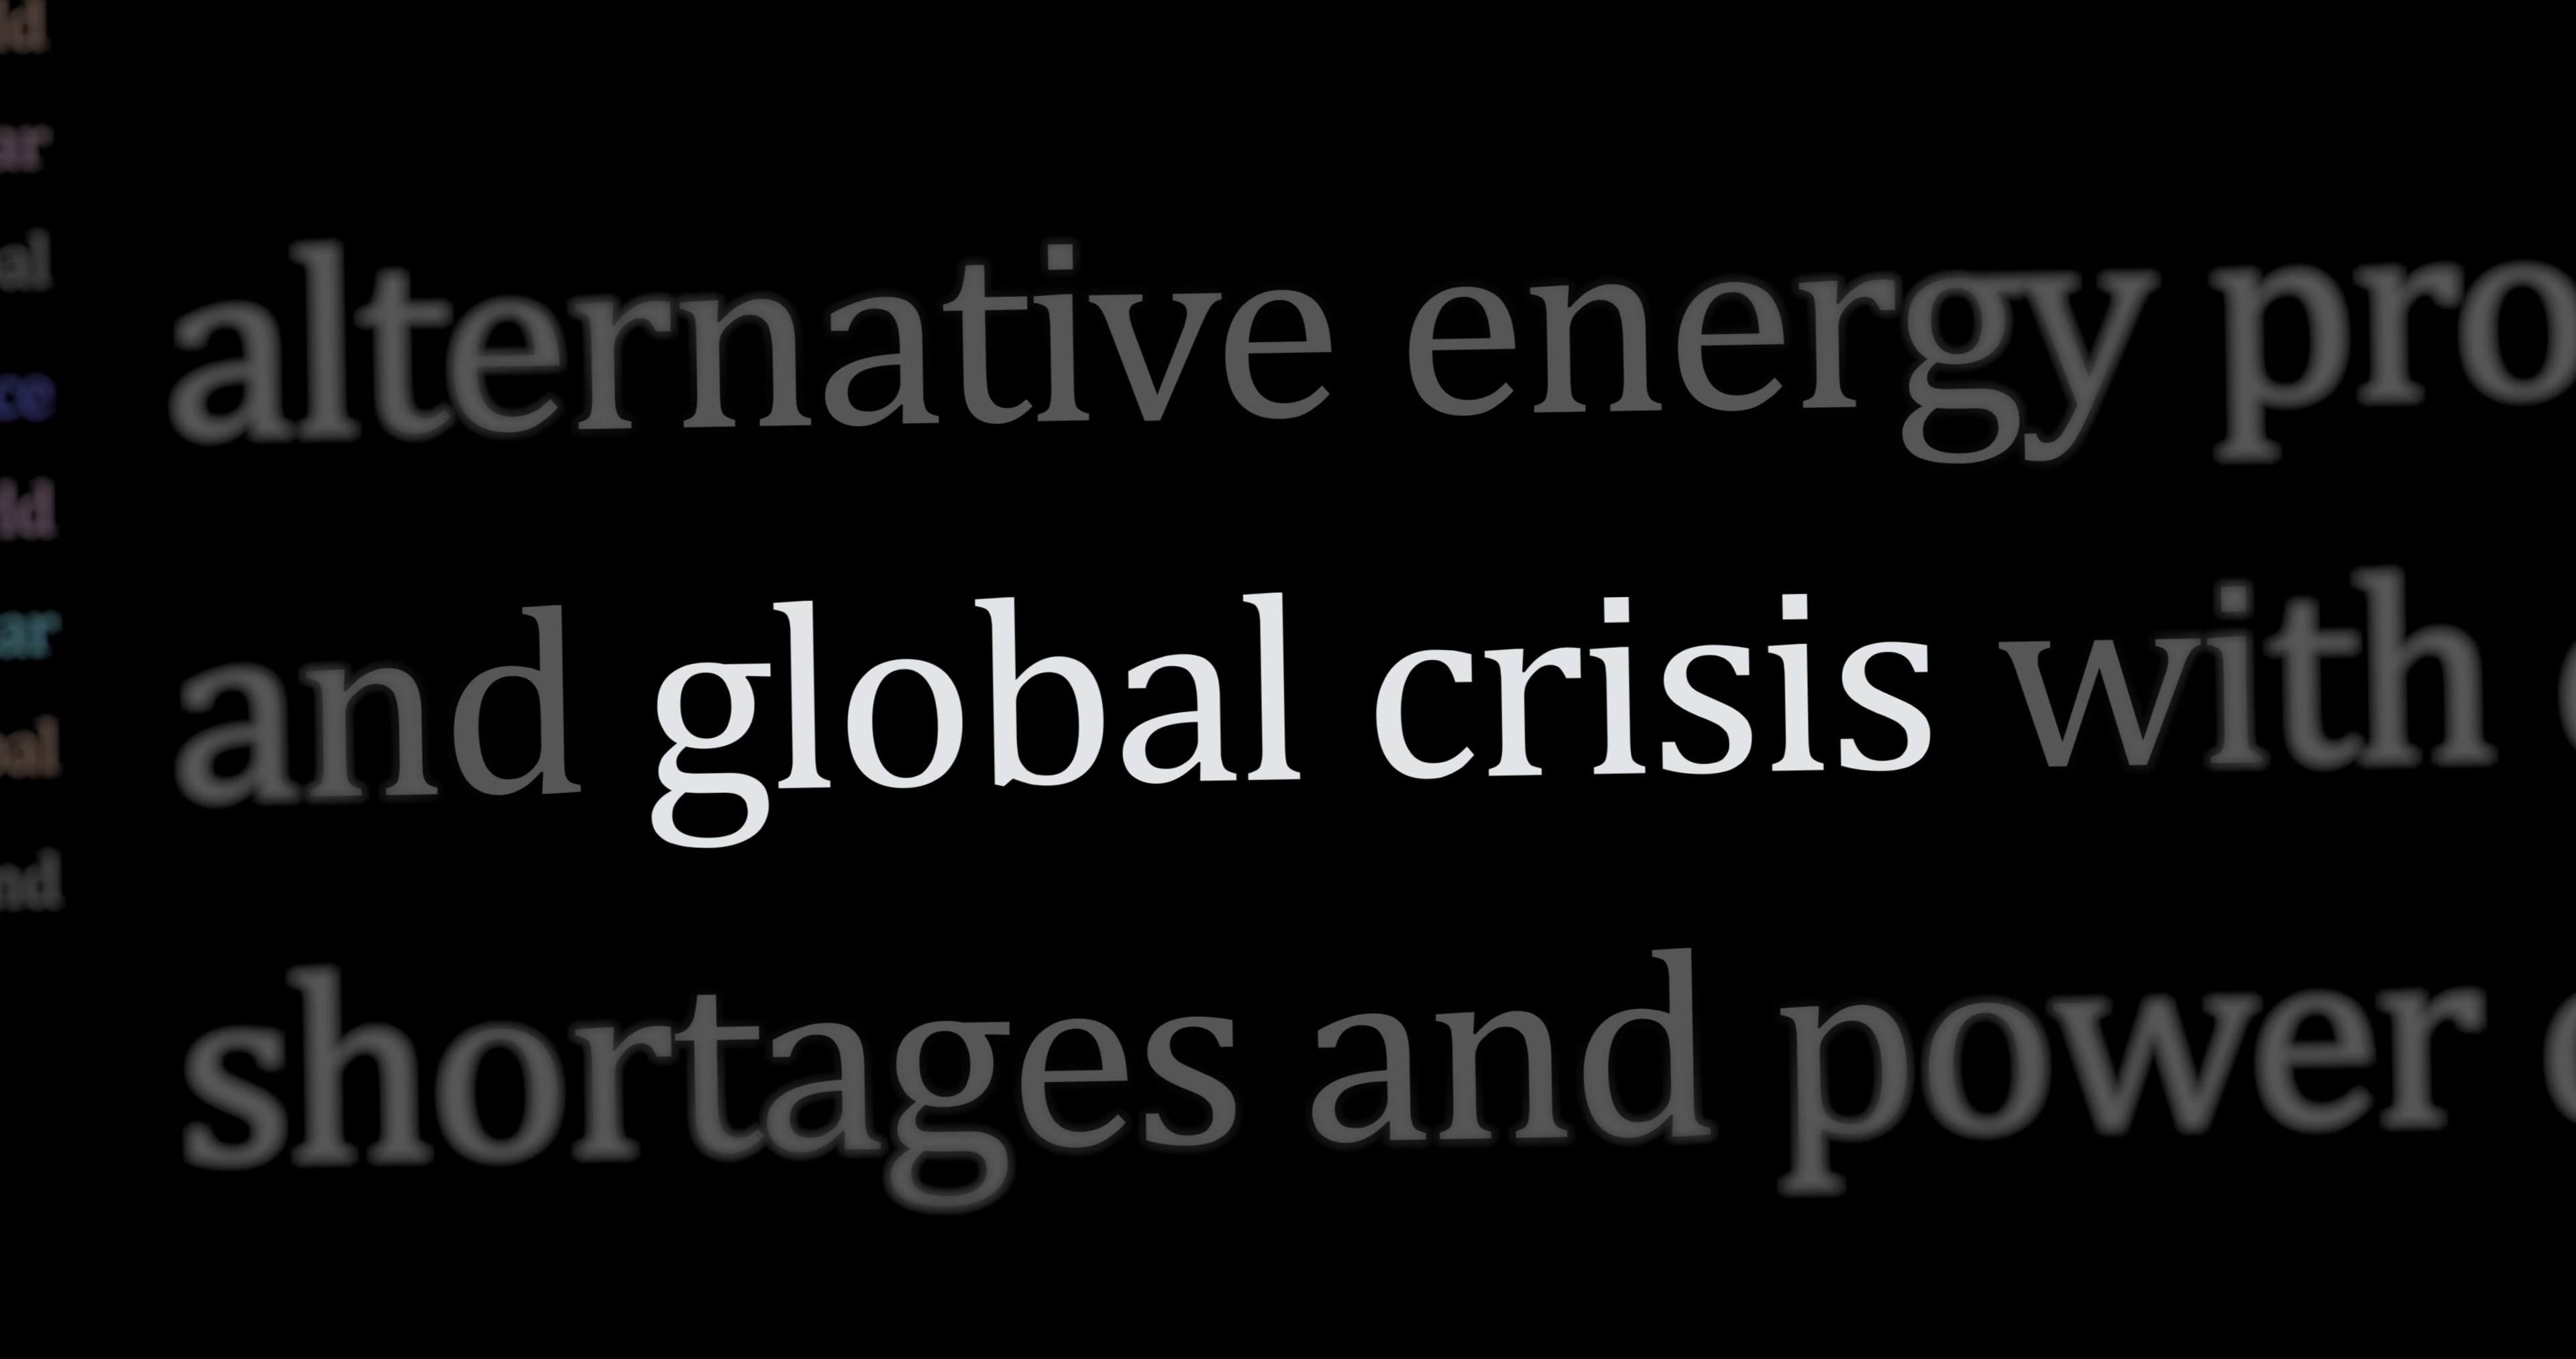 alternative energy pro
and global crisis with
shortages and power